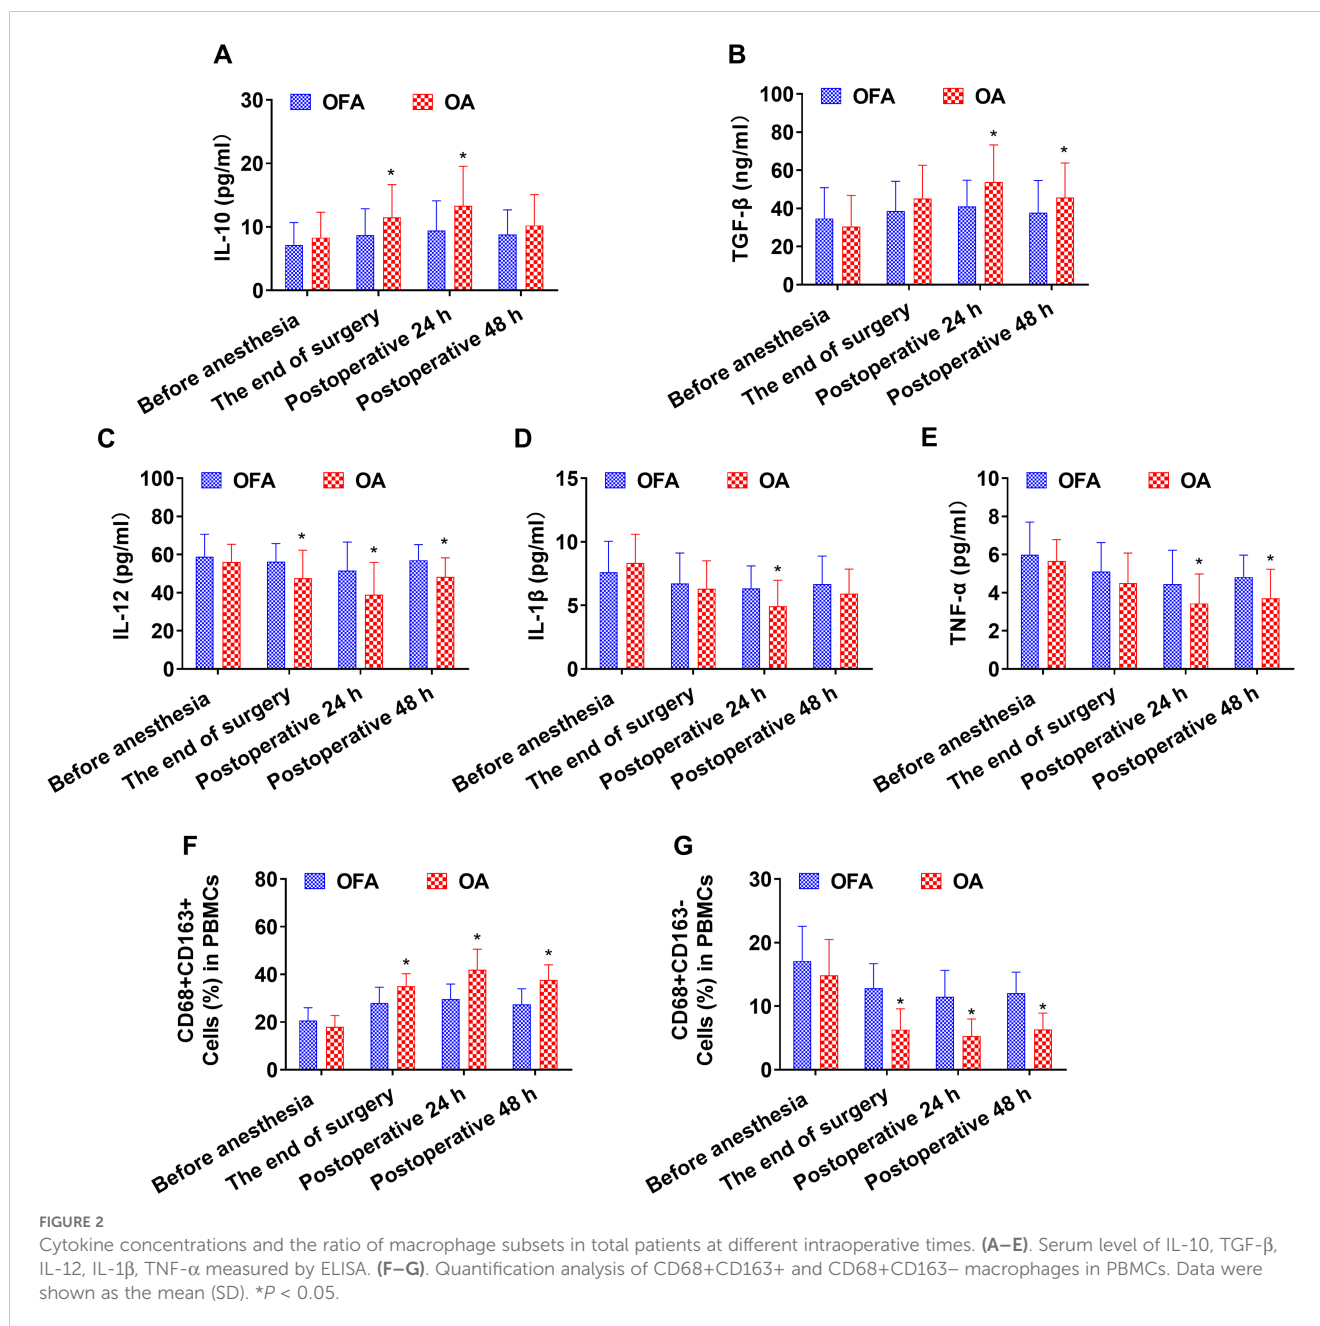 A
OFA
OA
IL-10 (pg/ml)
30
20
10
0
*
*
Before anesthesia
The end of surgery
Postoperative 24 h
Postoperative 48 h
B
OFA
OA
TGF-β (ng/ml)
100
80
60
40
20
0
*
*
Before anesthesia
The end of surgery
Postoperative 24 h
Postoperative 48 h
C
OFA
OA
IL-12 (pg/ml)
100
80
60
40
20
0
*
*
*
Before anesthesia
The end of surgery
Postoperative 24 h
Postoperative 48 h
D
OFA
OA
IL-1β (pg/ml)
15
10
5
0
*
Before anesthesia
The end of surgery
Postoperative 24 h
Postoperative 48 h
E
OFA
OA
TNF-α (pg/ml)
10
8
6
4
2
0
*
*
Before anesthesia
The end of surgery
Postoperative 24 h
Postoperative 48 h
F
OFA
OA
CD68+CD163+
Cells (%) in PBMCs
80
60
40
20
0
*
*
*
Before anesthesia
The end of surgery
Postoperative 24 h
Postoperative 48 h
G
OFA
OA
CD68+CD163-
Cells (%) in PBMCs
30
20
10
0
*
*
*
Before anesthesia
The end of surgery
Postoperative 24 h
Postoperative 48 h
FIGURE 2
Cytokine concentrations and the ratio of macrophage subsets in total patients at different intraoperative times. (A–E). Serum level of IL-10, TGF-β,
IL-12, IL-1β, TNF-α measured by ELISA. (F–G). Quantification analysis of CD68+CD163+ and CD68+CD163– macrophages in PBMCs. Data were
shown as the mean (SD). *P < 0.05.